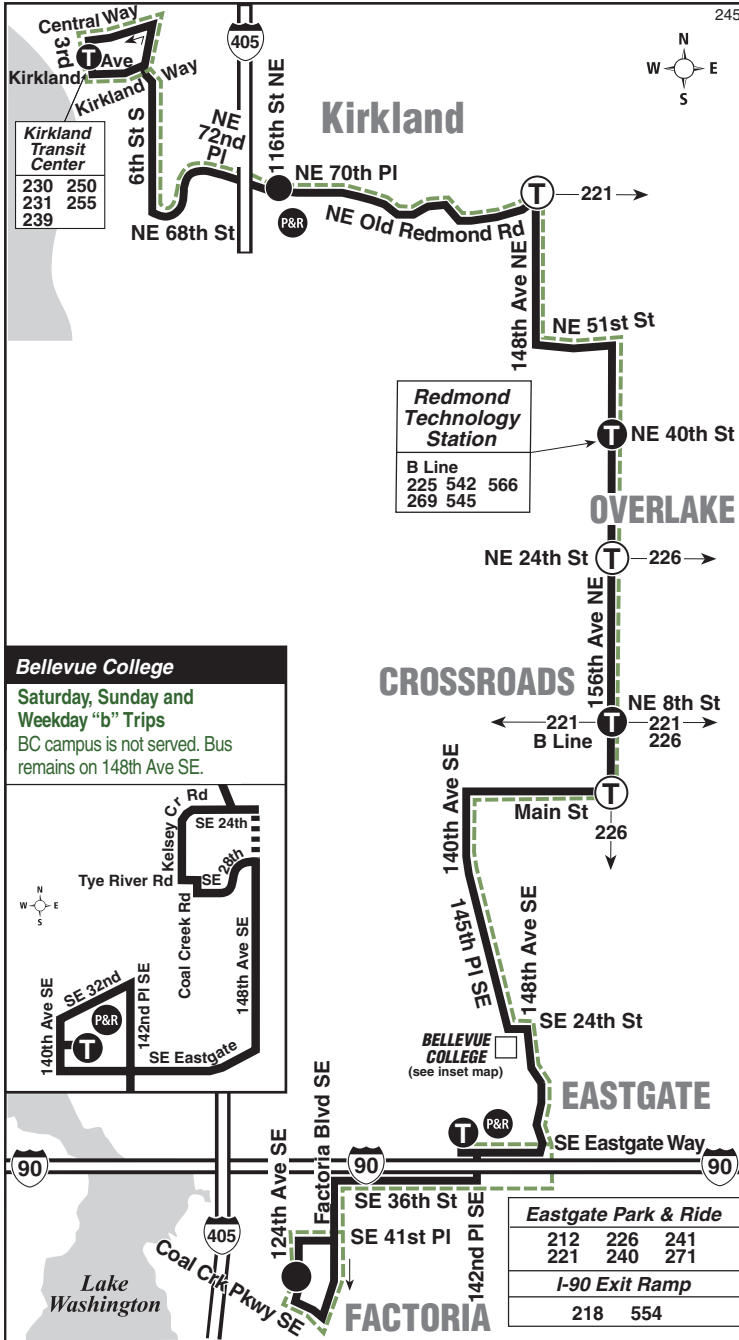 245
Central Way
405
N
W E
S
3rd
T
Ave
Kirkland
Kirkland Way
Kirkland
Transit
Center
230 250
231 255
239
6th St S
NE
72nd
Pl
116th St NE
Kirkland
NE 70th Pl
P&R
NE 68th St
NE Old Redmond Rd
T
221
148th Ave NE
NE 51st St
Redmond
Technology
Station
B Line
225 542 566
269 545
T
NE 40th St
OVERLAKE
NE 24th St
T
226
156th Ave NE
CROSSROADS
NE 8th St
221
B Line
T
221
226
Main St
T
226
140th Ave SE
145th Pl SE
148th Ave SE
SE 24th St
BELLEVUE
COLLEGE
(see inset map)
EASTGATE
T
P&R
SE Eastgate Way
Bellevue College
Saturday, Sunday and
Weekday “b” Trips
BC campus is not served. Bus
remains on 148th Ave SE.
Kelsey Cr Rd
SE 24th
SE 28th
Tye River Rd
Coal Creek Rd
N
W E
S
148th Ave SE
SE 32nd
140th Ave SE
142nd Pl SE
P&R
T
SE Eastgate
90
90
90
124th Ave SE
Factoria Blvd SE
SE 36th St
SE 41st Pl
142nd Pl SE
405
Coal Crk Pkwy SE
FACTORIA
Lake
Washington
Eastgate Park & Ride
212 226 241
221 240 271
I-90 Exit Ramp
218 554